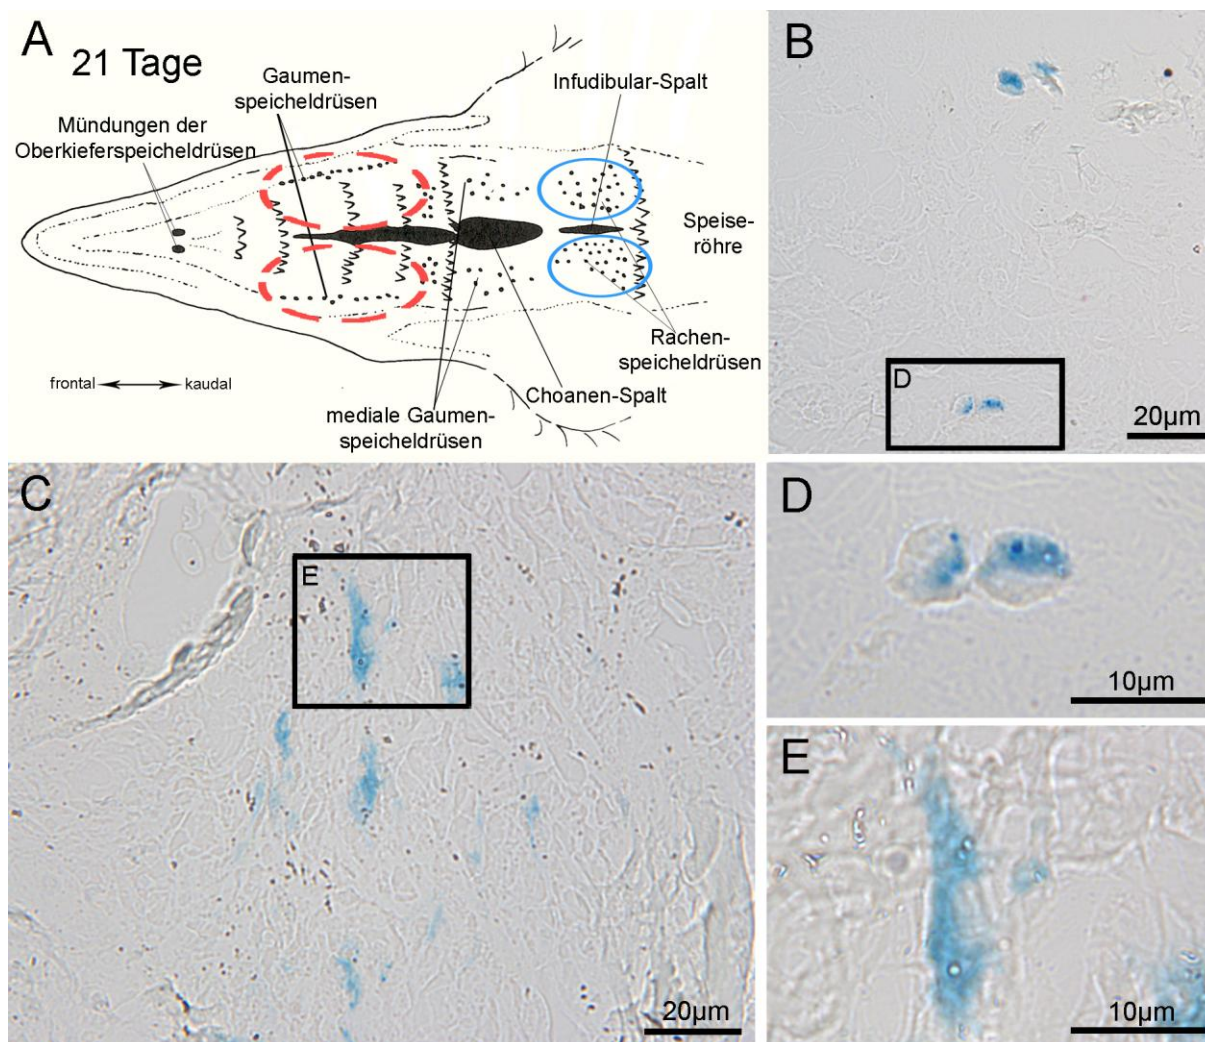 A
21 Tage
Gaumen-
speicheldrüsen
Mündungen der
Oberkieferspeicheldrüsen
Infudibular-Spalt
Speise-
röhre
Rachen-
speicheldrüsen
Choanen-Spalt
mediale Gaumen-
speicheldrüsen
frontal
kaudal
B
D
20µm
C
E
20µm
D
10µm
E
10µm